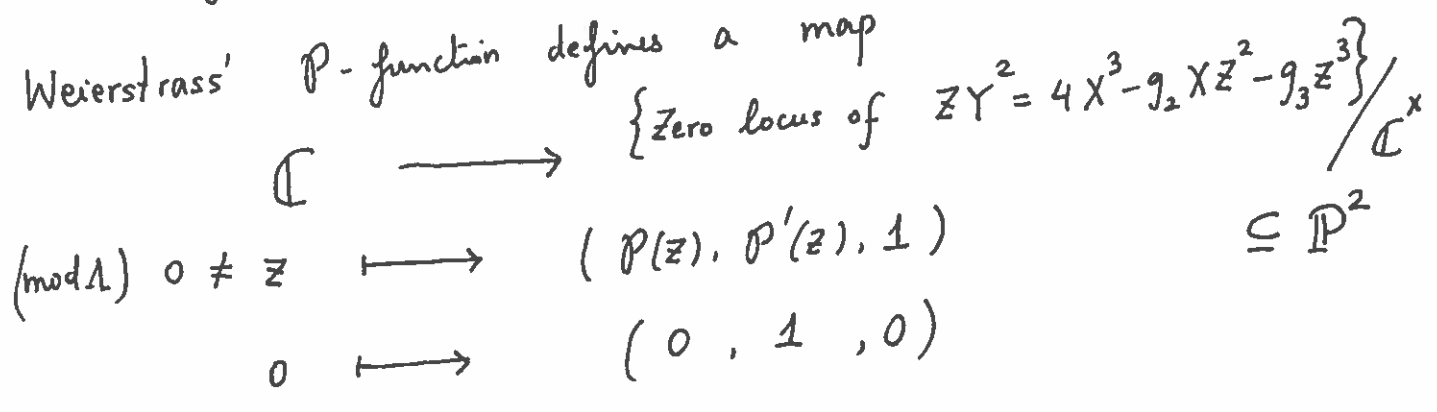 Weierstrass' ℘-function defines a map
ℂ ⟶ {Zero locus of ZY² = 4X³-g₂XZ²-g₃Z³}/ℂˣ
⊆ ℙ²
(mod Λ) 0 ≠ z ⟼ (℘(z), ℘'(z), 1)
0 ⟼ (0, 1, 0)